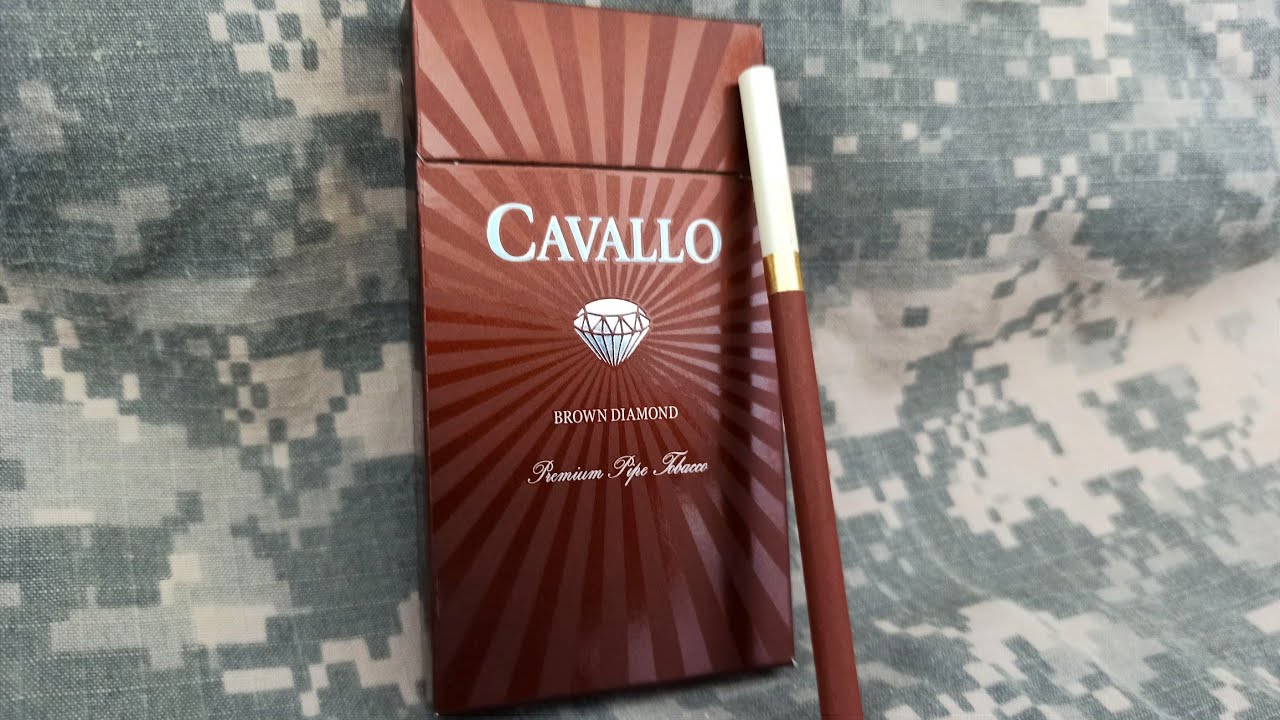 CAVALLO
BROWN DIAMOND
Premium Pipe Tobacco